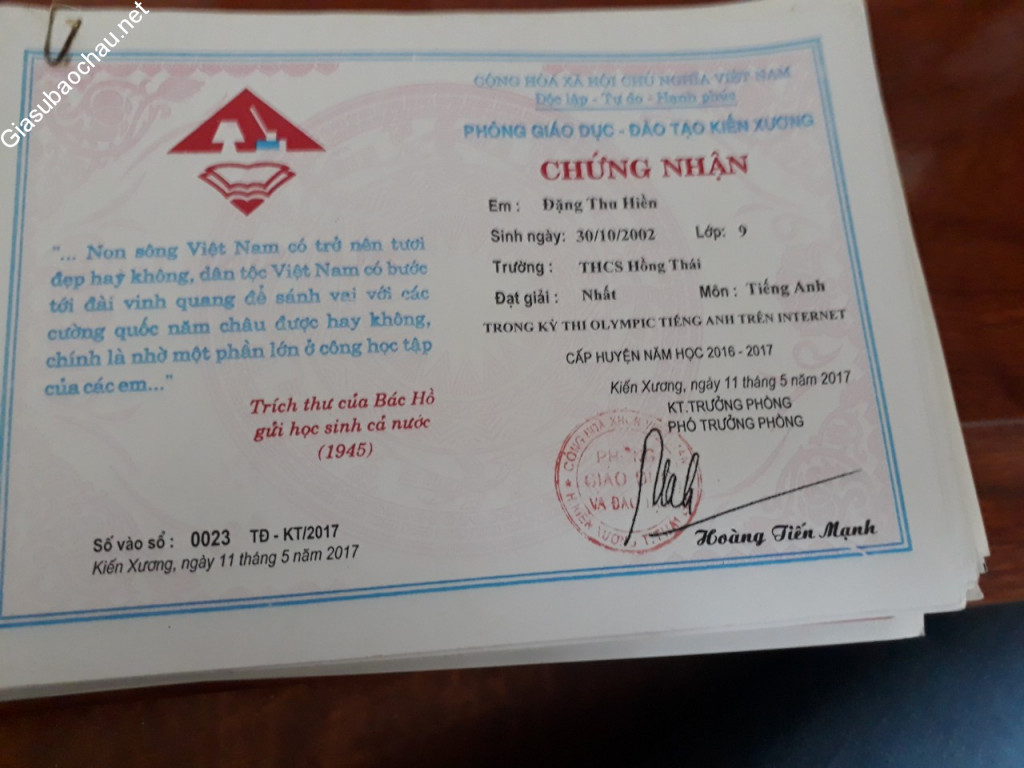 Giasubaochau.net
"... Non sông Việt Nam có trở nên tươi
đẹp hay không, dân tộc Việt Nam có bước
tới đài vinh quang để sánh vai với các
cường quốc năm châu được hay không,
chính là nhờ một phần lớn ở công học tập
của các em..."
Trích thư của Bác Hồ
gửi học sinh cả nước
(1945)
Số vào sổ : 0023 TĐ - KT/2017
Kiến Xương, ngày 11 tháng 5 năm 2017
CỘNG HÒA XÃ HỘI CHỦ NGHĨA VIỆT NAM
Độc lập - Tự do - Hạnh phúc
PHÒNG GIÁO DỤC - ĐÀO TẠO KIẾN XƯƠNG
CHỨNG NHẬN
Em : Đặng Thu Hiền
Sinh ngày: 30/10/2002 Lớp: 9
Trường : THCS Hồng Thái
Đạt giải : Nhất Môn : Tiếng Anh
TRONG KỲ THI OLYMPIC TIẾNG ANH TRÊN INTERNET
CẤP HUYỆN NĂM HỌC 2016 - 2017
Kiến Xương, ngày 11 tháng 5 năm 2017
KT.TRƯỞNG PHÒNG
PHÓ TRƯỞNG PHÒNG
CỘNG HÒA
GIÁO
VÀ ĐÀO
Hoàng Tiến Mạnh